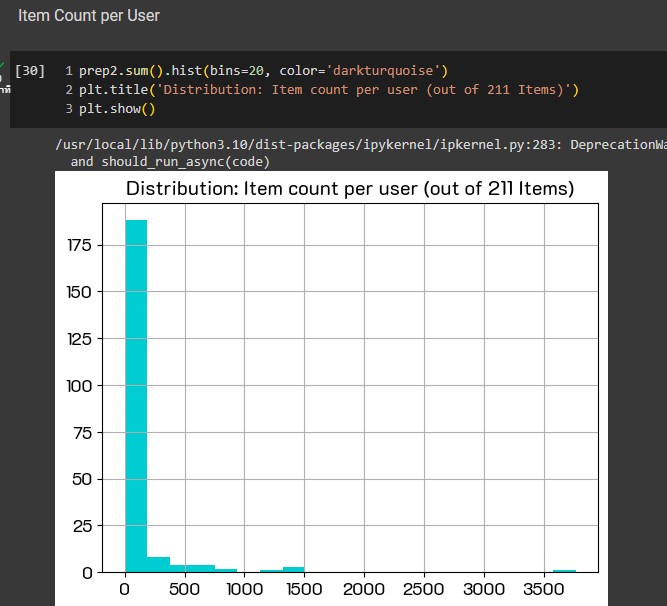 Item Count per User
[30]
1 prep2.sum().hist(bins=20, color='darkturquoise')
2 plt.title('Distribution: Item count per user (out of 211 Items)')
3 plt.show()
/usr/local/lib/python3.10/dist-packages/ipykernel/ipkernel.py:283: DeprecationWa
and should_run_async(code)
Distribution: Item count per user (out of 211 Items)
175
150
125
100
75
50
25
0
0 500 1000 1500 2000 2500 3000 3500